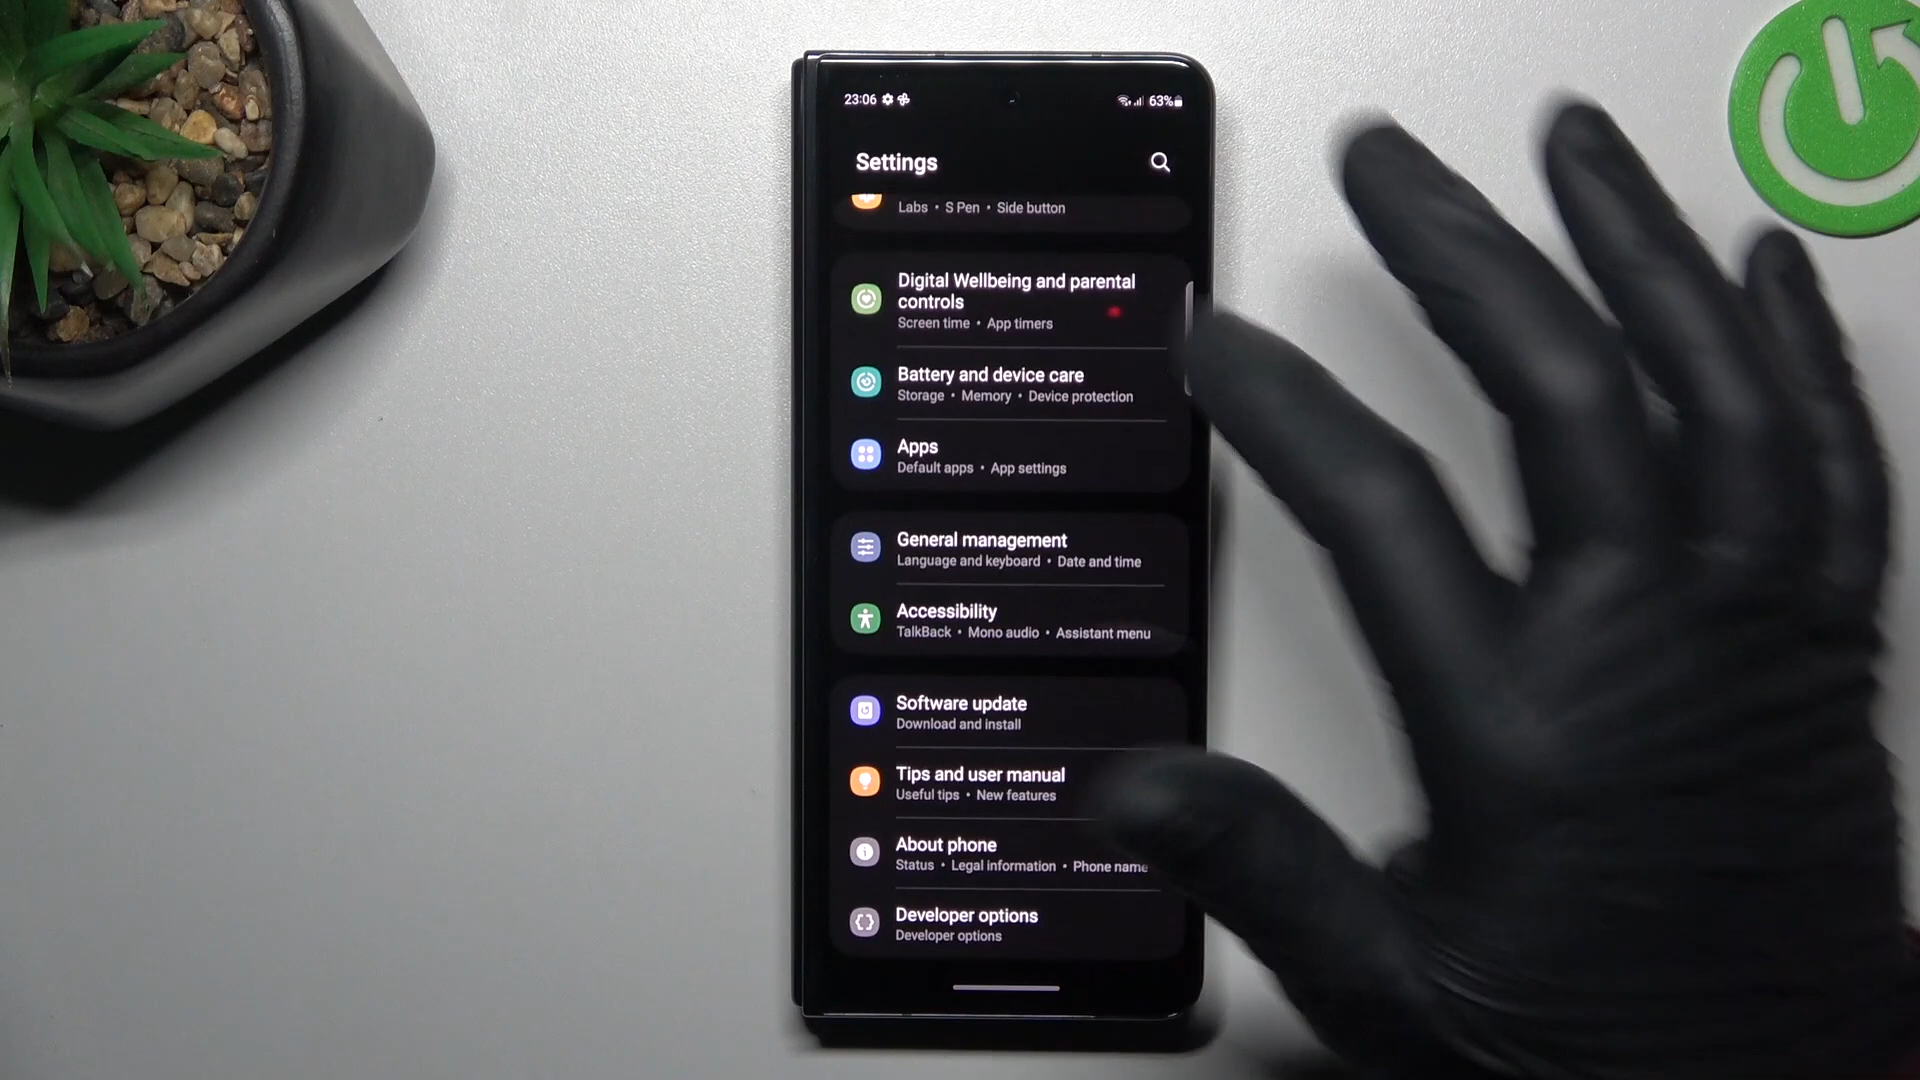 23:06
63%
Settings
Labs • S Pen • Side button
Digital Wellbeing and parental
controls
Screen time • App timers
Battery and device care
Storage • Memory • Device protection
Apps
Default apps • App settings
General management
Language and keyboard • Date and time
Accessibility
TalkBack • Mono audio • Assistant menu
Software update
Download and install
Tips and user manual
Useful tips • New features
About phone
Status • Legal information • Phone name
Developer options
Developer options